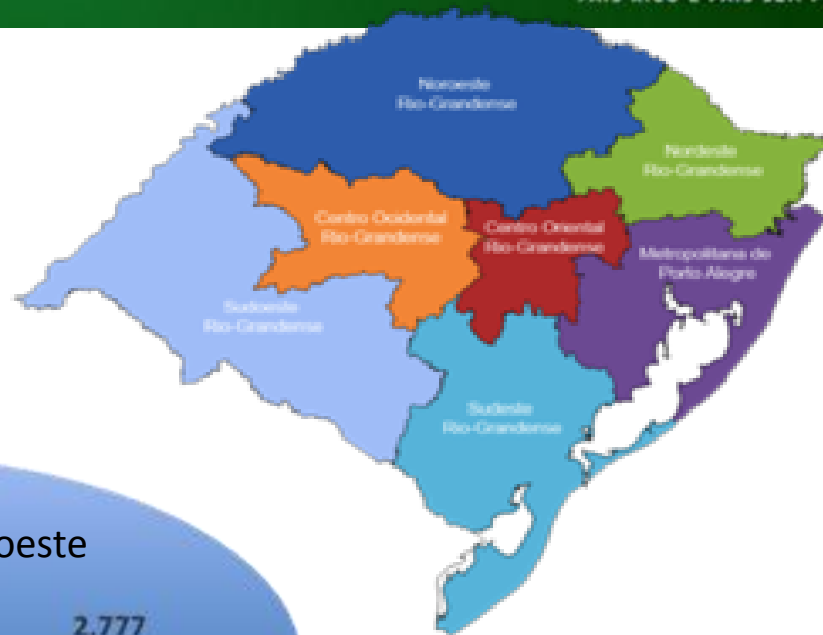 Noroeste
Rio-Grandense
Nordeste
Rio-Grandense
Centro Ocidental
Rio-Grandense
Centro Oriental
Rio-Grandense
Metropolitana de
Porto Alegre
Sudoeste
Rio-Grandense
Sudeste
Rio-Grandense
oeste
2.777